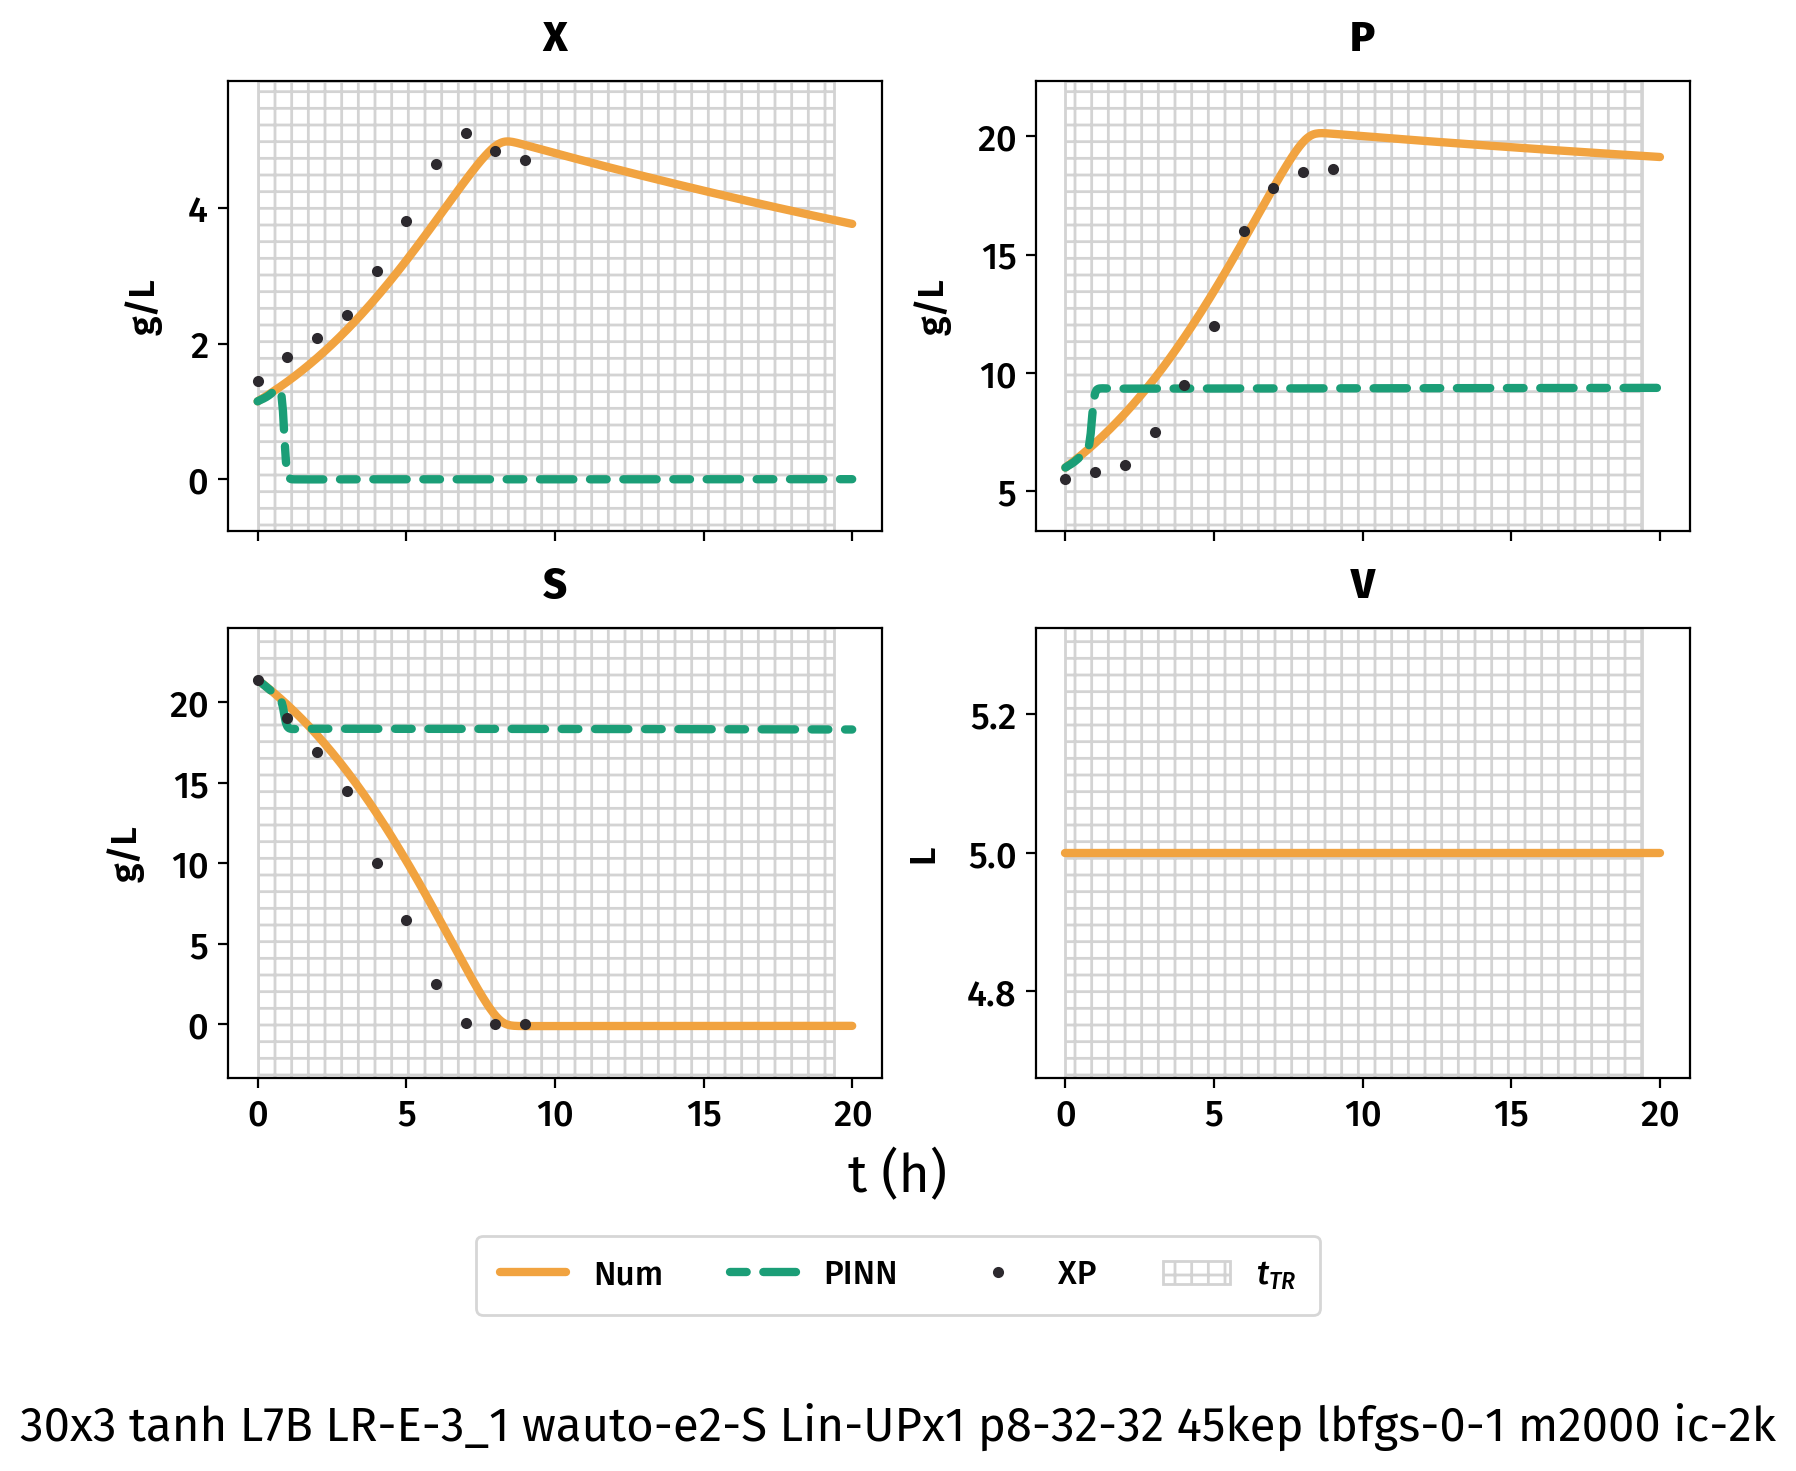 X
P
g/L
4
2
0
g/L
20
15
10
5
S
V
g/L
20
15
10
5
0
L
5.2
5.0
4.8
0 5 10 15 20
0 5 10 15 20
t (h)
Num PINN XP t_TR
30x3 tanh L7B LR-E-3_1 wauto-e2-S Lin-UPx1 p8-32-32 45kep lbfgs-0-1 m2000 ic-2k